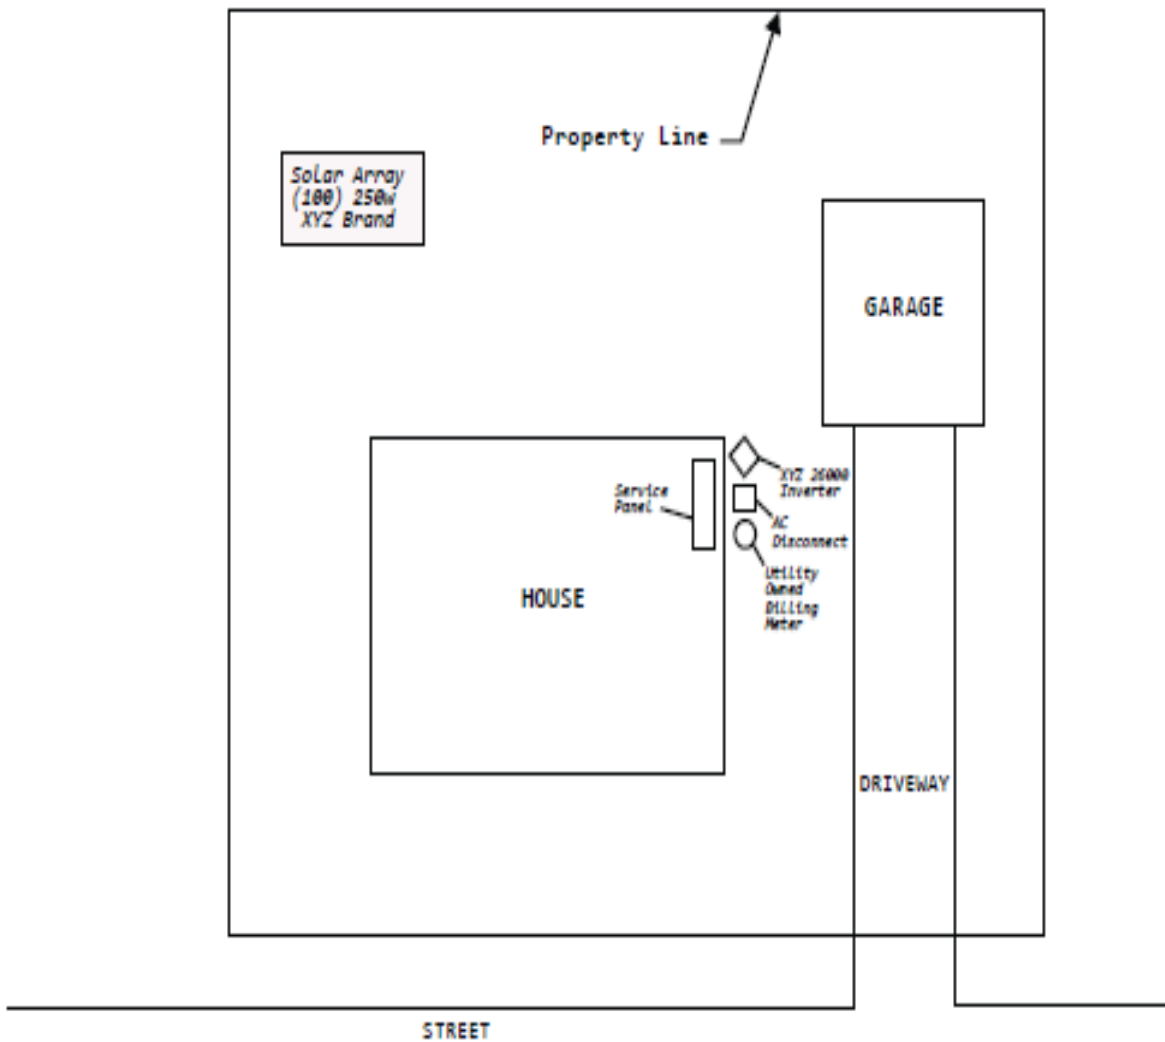 Property Line
Solar Array
(100) 250w
XYZ Brand
GARAGE
XYZ 26000
Inverter
Service
Panel
AC
Disconnect
Utility
Owned
Billing
Meter
HOUSE
DRIVEWAY
STREET